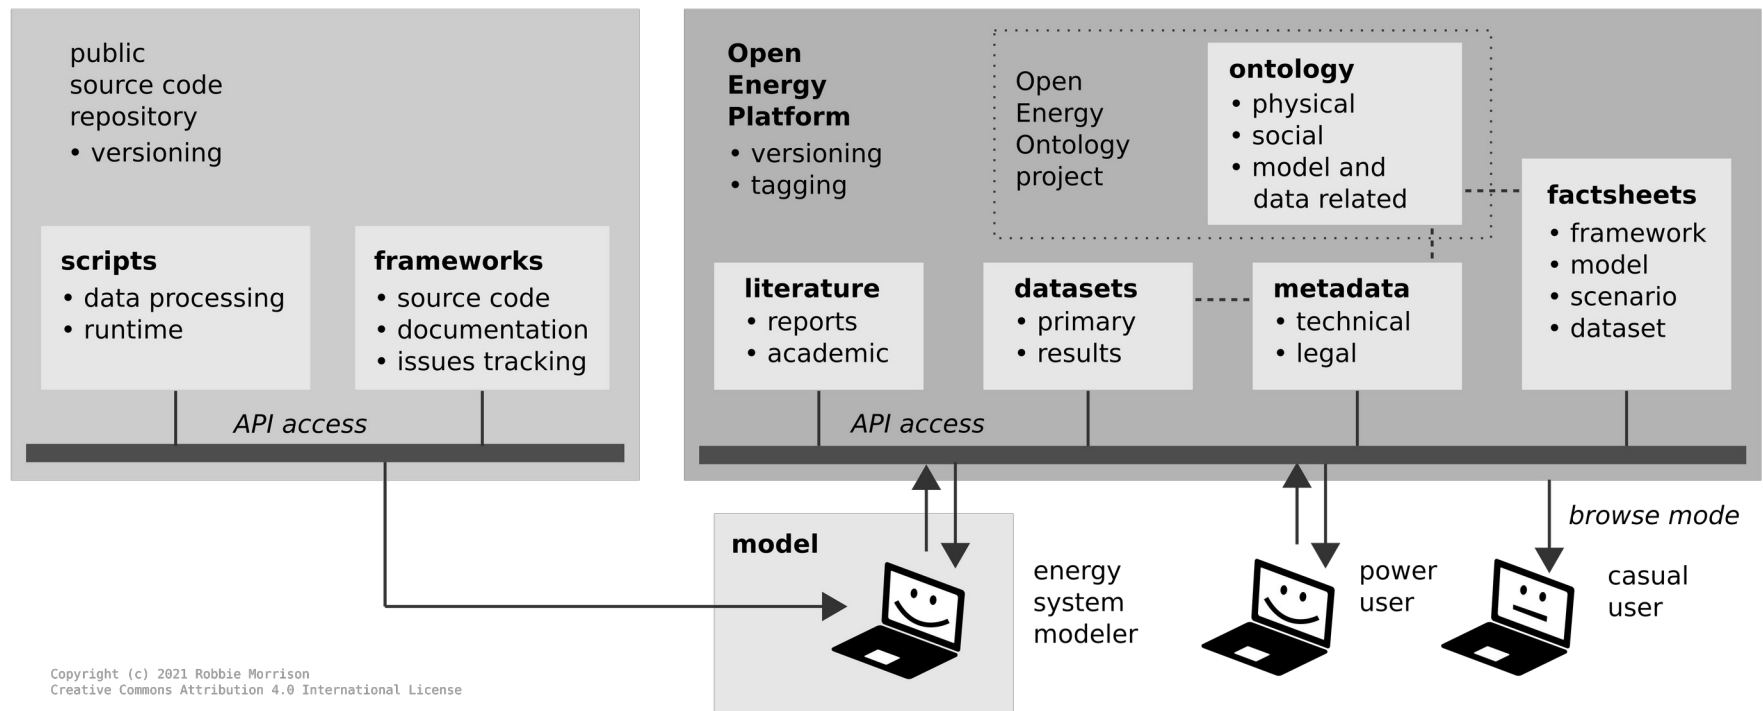 public
source code
repository
• versioning
scripts
• data processing
• runtime
frameworks
• source code
• documentation
• issues tracking
API access
Open
Energy
Platform
• versioning
• tagging
Open
Energy
Ontology
project
ontology
• physical
• social
• model and
data related
factsheets
• framework
• model
• scenario
• dataset
literature
• reports
• academic
datasets
• primary
• results
metadata
• technical
• legal
API access
browse mode
model
energy
system
modeler
power
user
casual
user
Copyright (c) 2021 Robbie Morrison
Creative Commons Attribution 4.0 International License